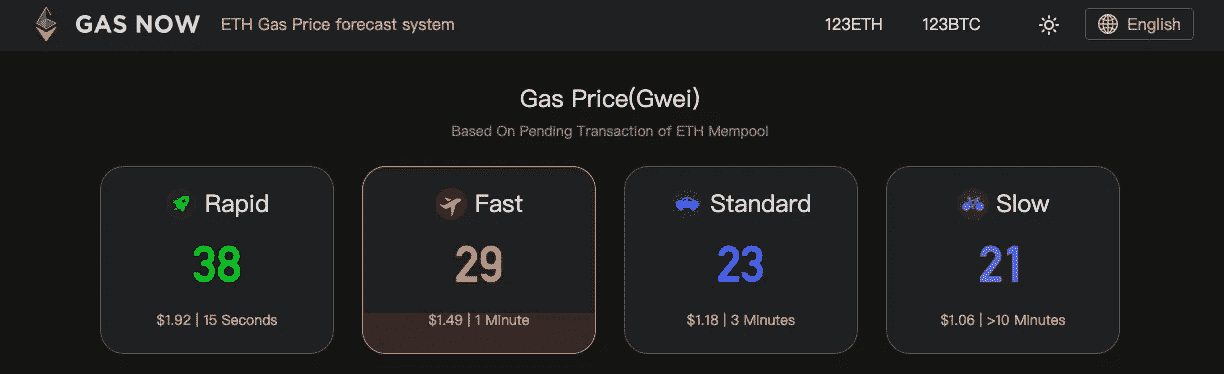 GAS NOW ETH Gas Price forecast system 123ETH 123BTC English
Gas Price(Gwei)
Based On Pending Transaction of ETH Mempool
Rapid Fast Standard Slow
38 29 23 21
$1.92 | 15 Seconds $1.49 | 1 Minute $1.18 | 3 Minutes $1.06 | >10 Minutes